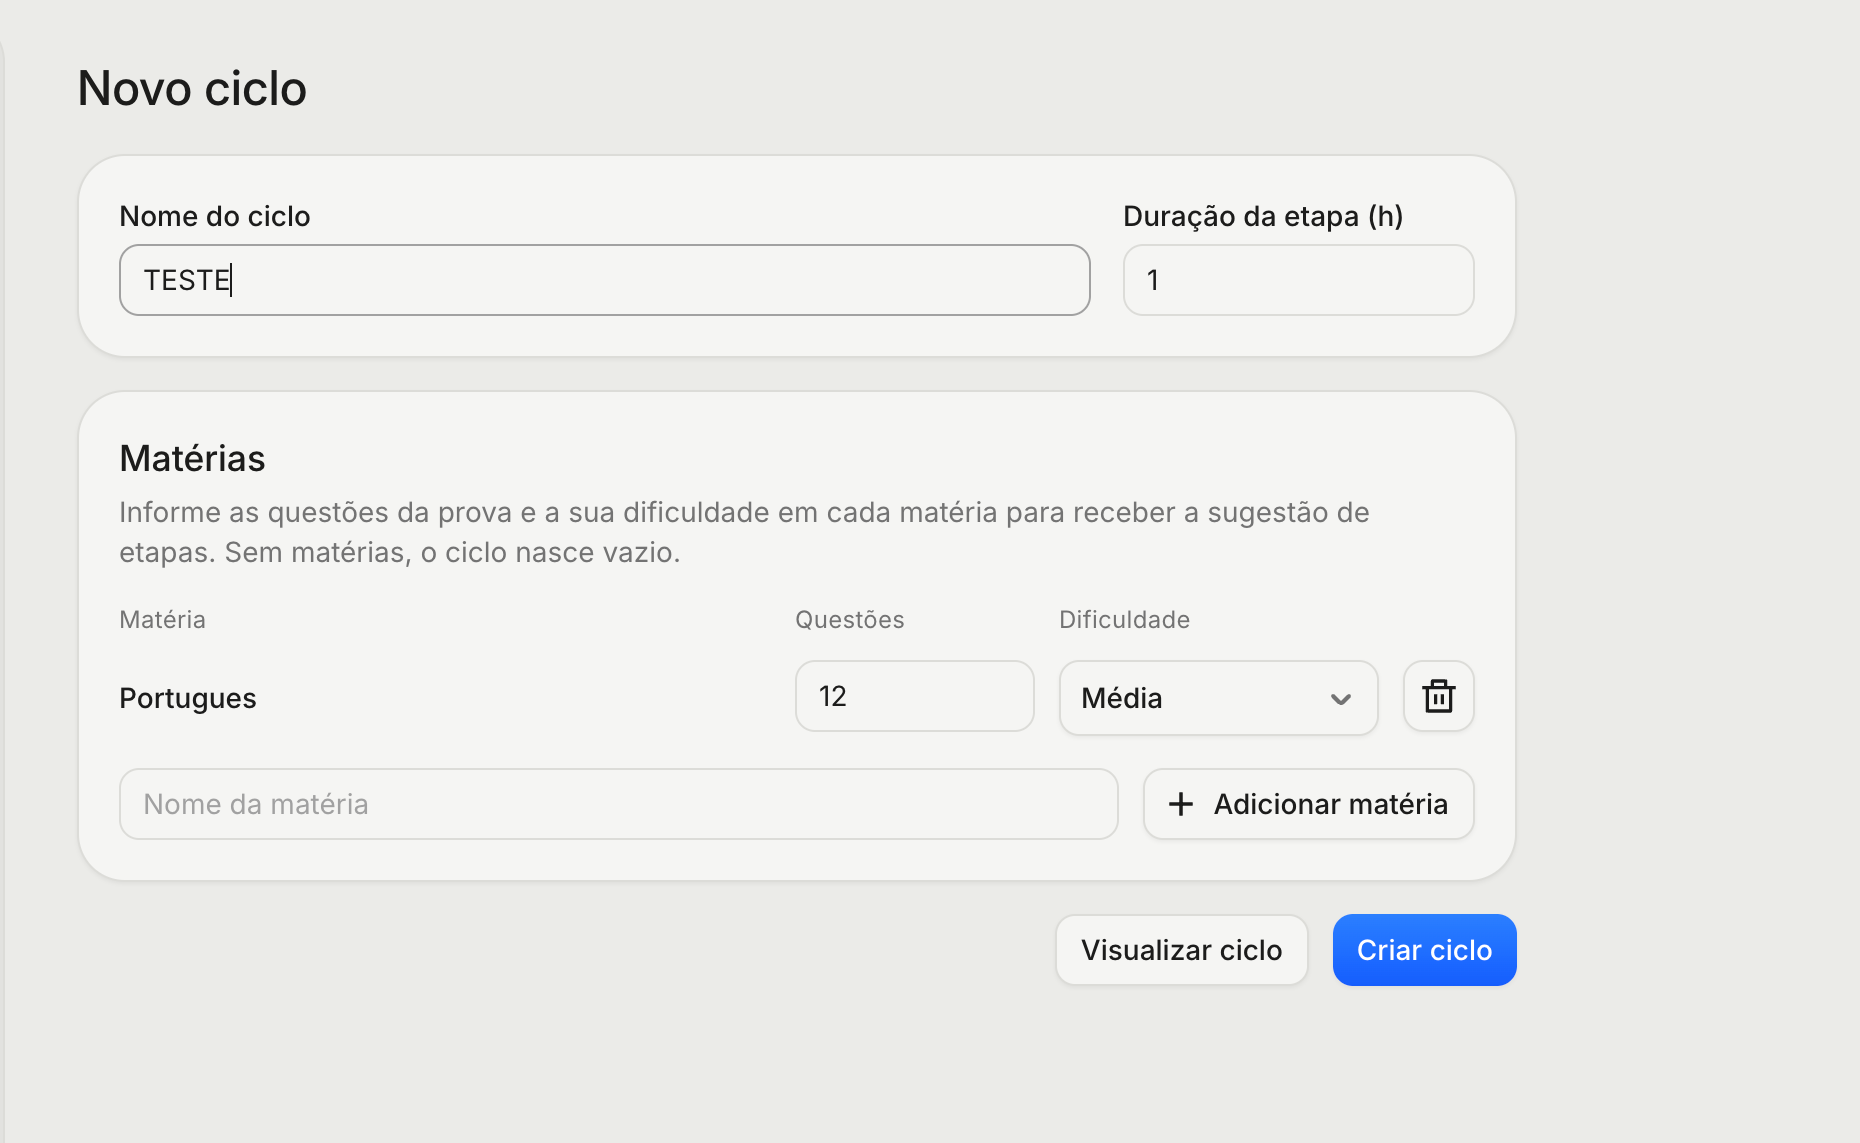 Novo ciclo
Nome do ciclo
Duração da etapa (h)
TESTE
1
Matérias
Informe as questões da prova e a sua dificuldade em cada matéria para receber a sugestão de
etapas. Sem matérias, o ciclo nasce vazio.
Matéria
Questões
Dificuldade
Portugues
12
Média
Nome da matéria
Adicionar matéria
Visualizar ciclo
Criar ciclo